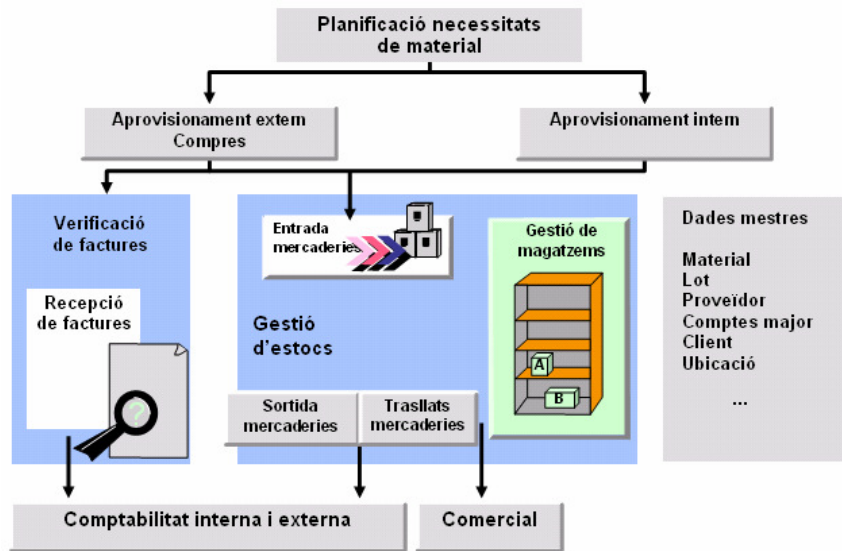 Planificació necessitats
de material
Aprovisionament extern
Compres
Aprovisionament intern
Verificació
de factures
Recepció
de factures
?
Entrada
mercaderies
Gestió
d'estocs
Gestió de
magatzems
A
B
Sortida
mercaderies
Trasllats
mercaderies
Dades mestres
Material
Lot
Proveïdor
Comptes major
Client
Ubicació
...
Comptabilitat interna i externa
Comercial